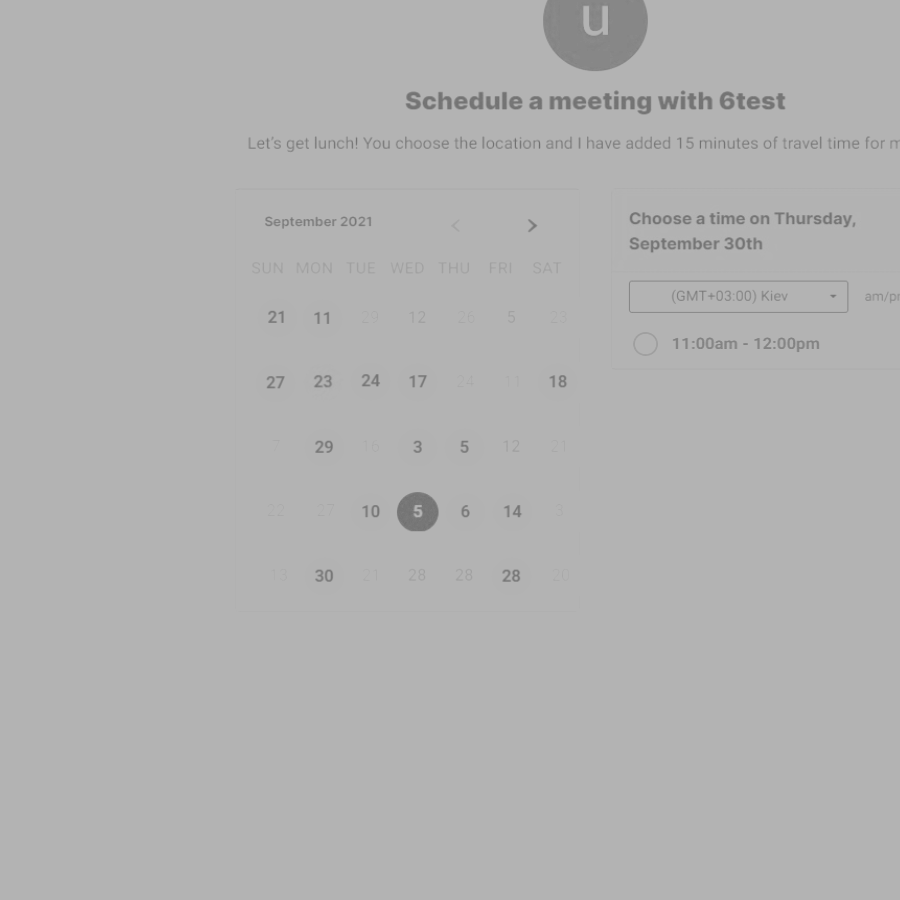 u
Schedule a meeting with 6test
Let's get lunch! You choose the location and I have added 15 minutes of travel time for
September 2021
SUN MON TUE WED THU FRI SAT
21 11 29 12 26 5 23
27 23 24 17 24 11 18
7 29 16 3 5 12 21
22 27 10 5 6 14 3
13 30 21 28 28 28 20
Choose a time on Thursday,
September 30th
(GMT+03:00) Kiev
11:00am - 12:00pm